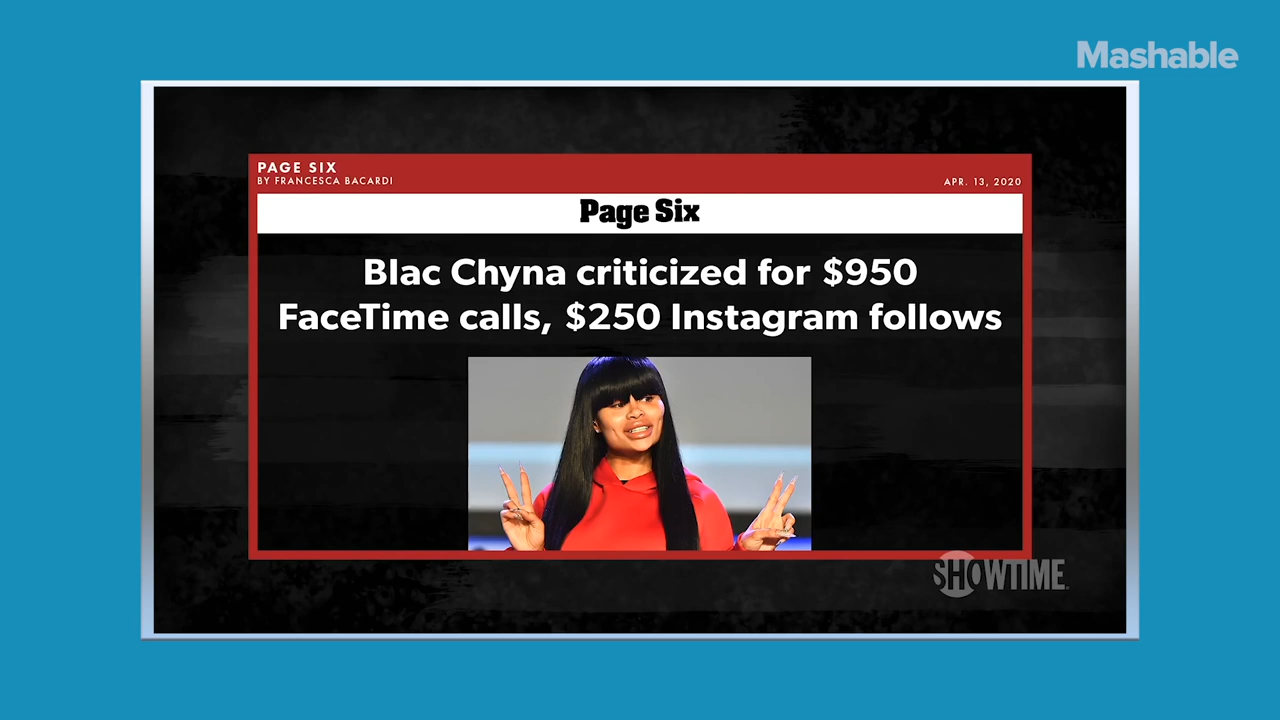 Mashable
PAGE SIX
BY FRANCESCA BACARDI
APR. 13, 2020
Page Six
Blac Chyna criticized for $950
FaceTime calls, $250 Instagram follows
SHOWTIME